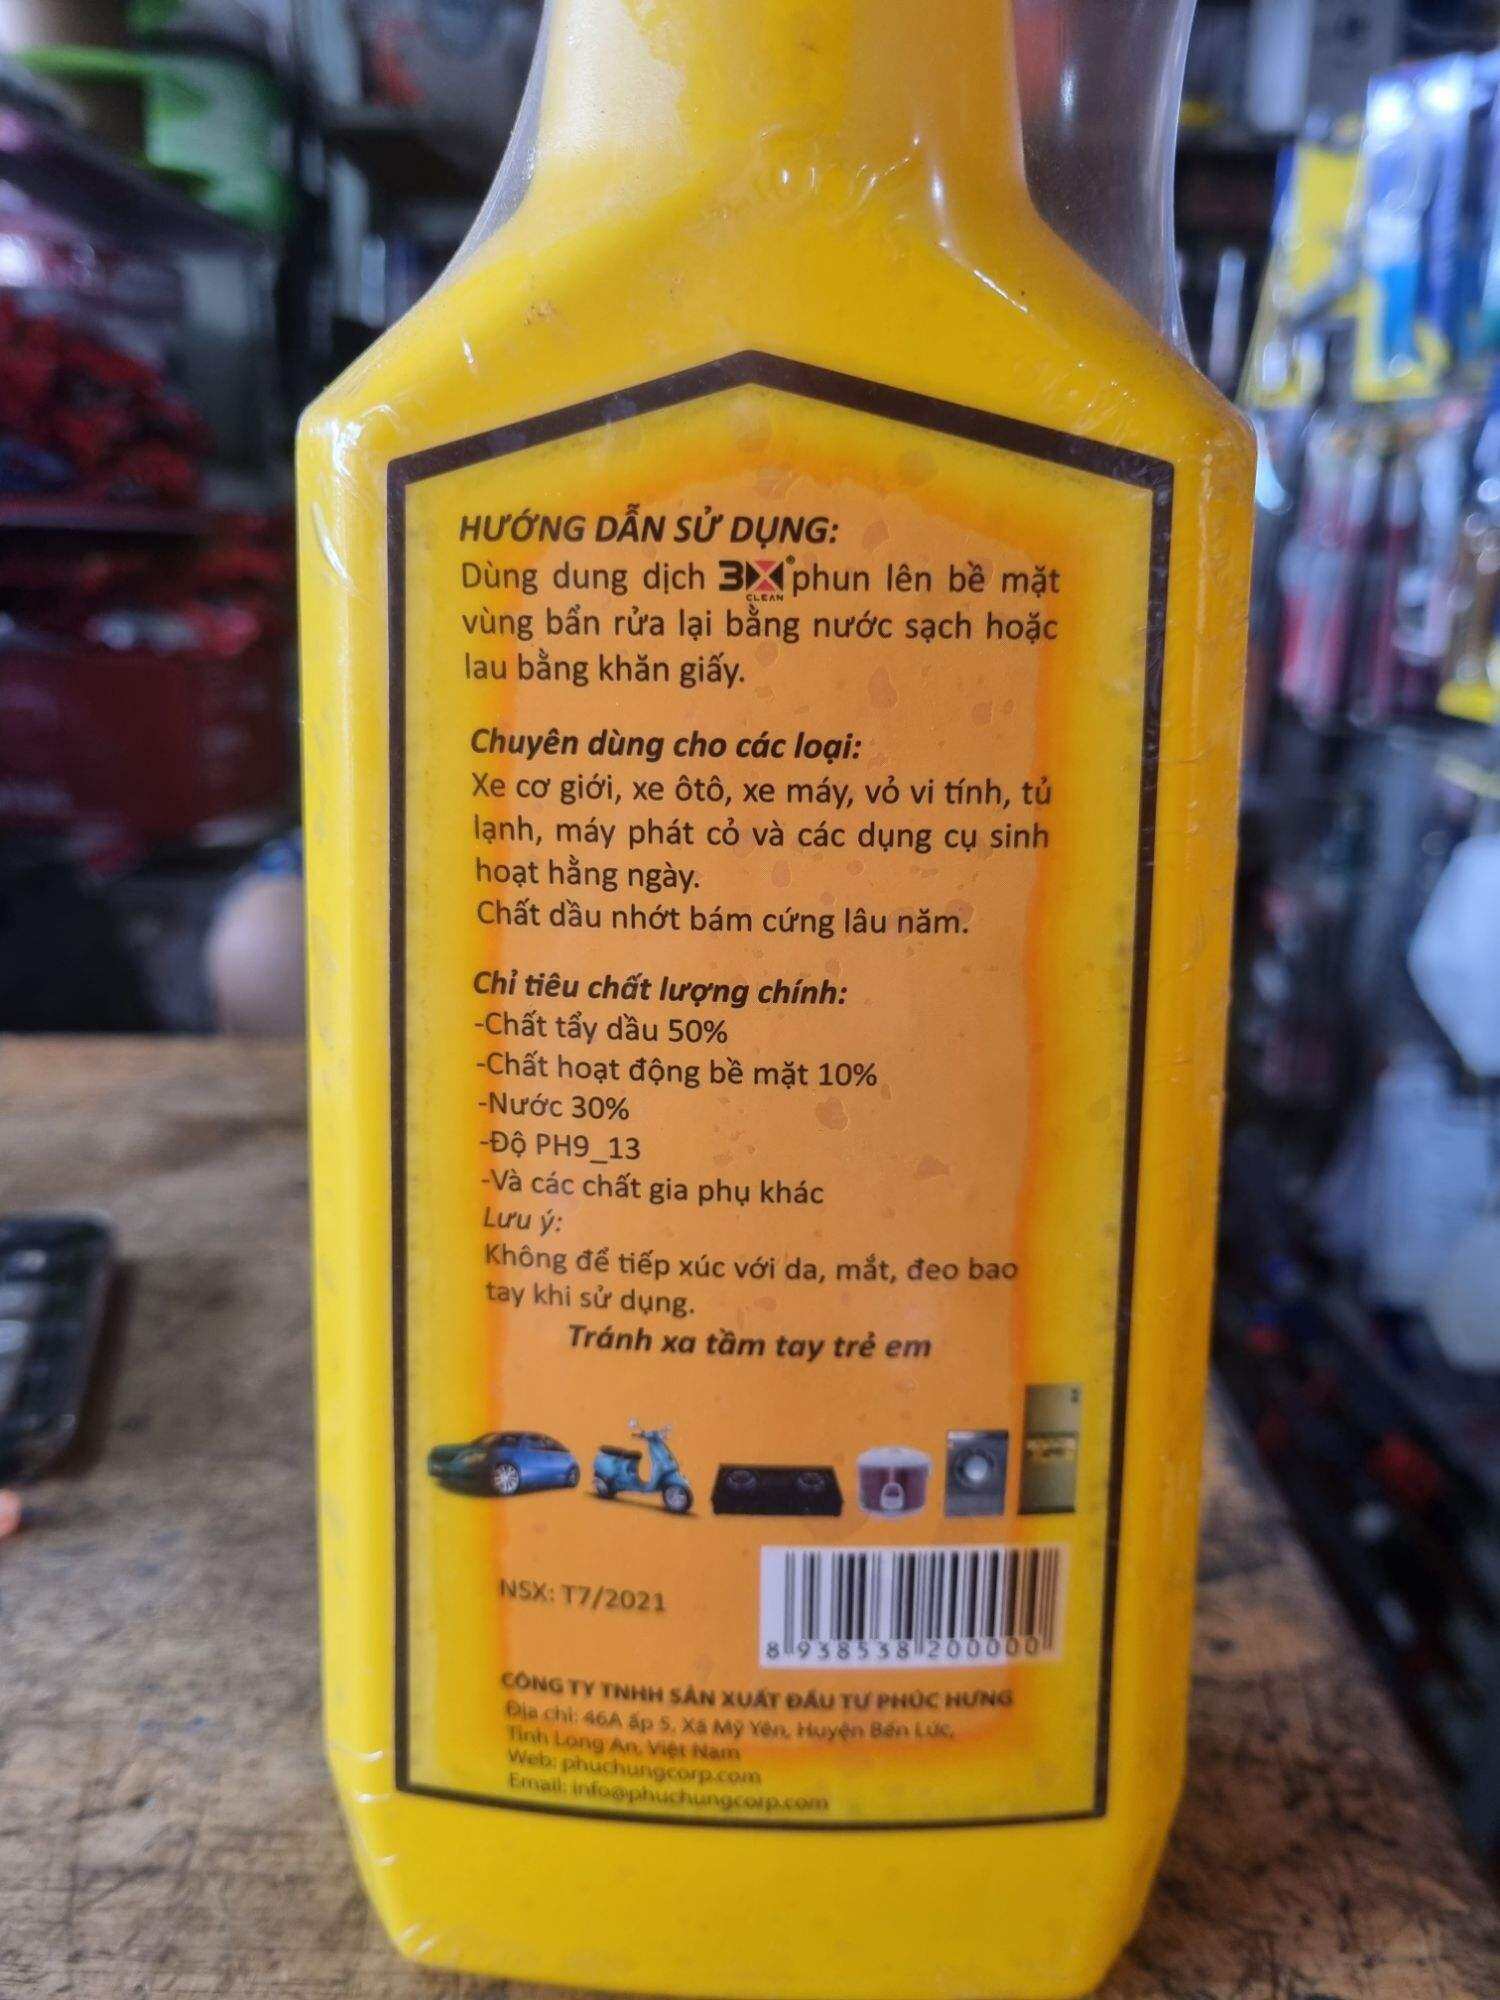 HƯỚNG DẪN SỬ DỤNG:
Dùng dung dịch 3X CLEAN® phun lên bề mặt
vùng bẩn rửa lại bằng nước sạch hoặc
lau bằng khăn giấy.
Chuyên dùng cho các loại:
Xe cơ giới, xe ôtô, xe máy, vỏ vi tính, tủ
lạnh, máy phát cỏ và các dụng cụ sinh
hoạt hằng ngày.
Chất dầu nhớt bám cứng lâu năm.
Chỉ tiêu chất lượng chính:
-Chất tẩy dầu 50%
-Chất hoạt động bề mặt 10%
-Nước 30%
-Độ PH9_13
-Và các chất gia phụ khác
Lưu ý:
Không để tiếp xúc với da, mắt, đeo bao
tay khi sử dụng.
Tránh xa tầm tay trẻ em
NSX: T7/2021
8 938538 200000
CÔNG TY TNHH SẢN XUẤT ĐẦU TƯ PHÚC HƯNG
Địa chỉ: 46A ấp 5, Xã Mỹ Yên, Huyện Bến Lức,
Tỉnh Long An, Việt Nam
Web: phuchungcorp.com
Email: info@phuchungcorp.com